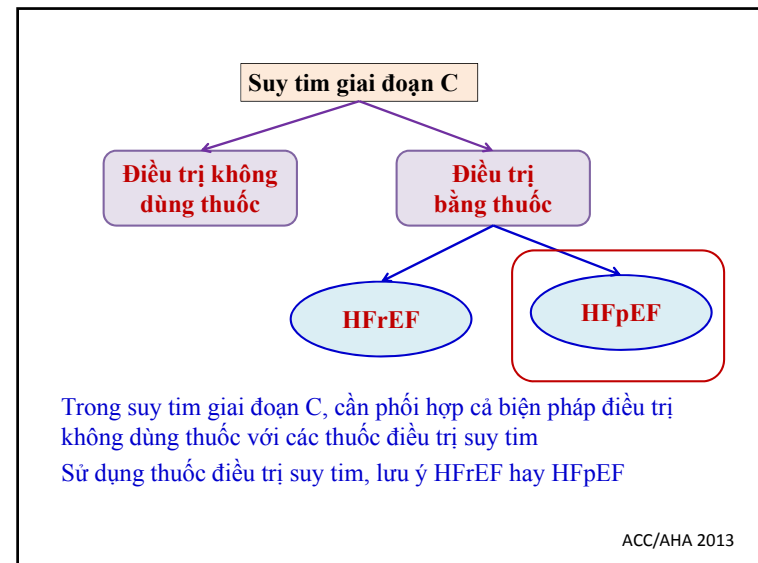 Suy tim giai đoạn C
Điều trị không
dùng thuốc
Điều trị
bằng thuốc
HFrEF
HFpEF
Trong suy tim giai đoạn C, cần phối hợp cả biện pháp điều trị
không dùng thuốc với các thuốc điều trị suy tim
Sử dụng thuốc điều trị suy tim, lưu ý HFrEF hay HFpEF
ACC/AHA 2013